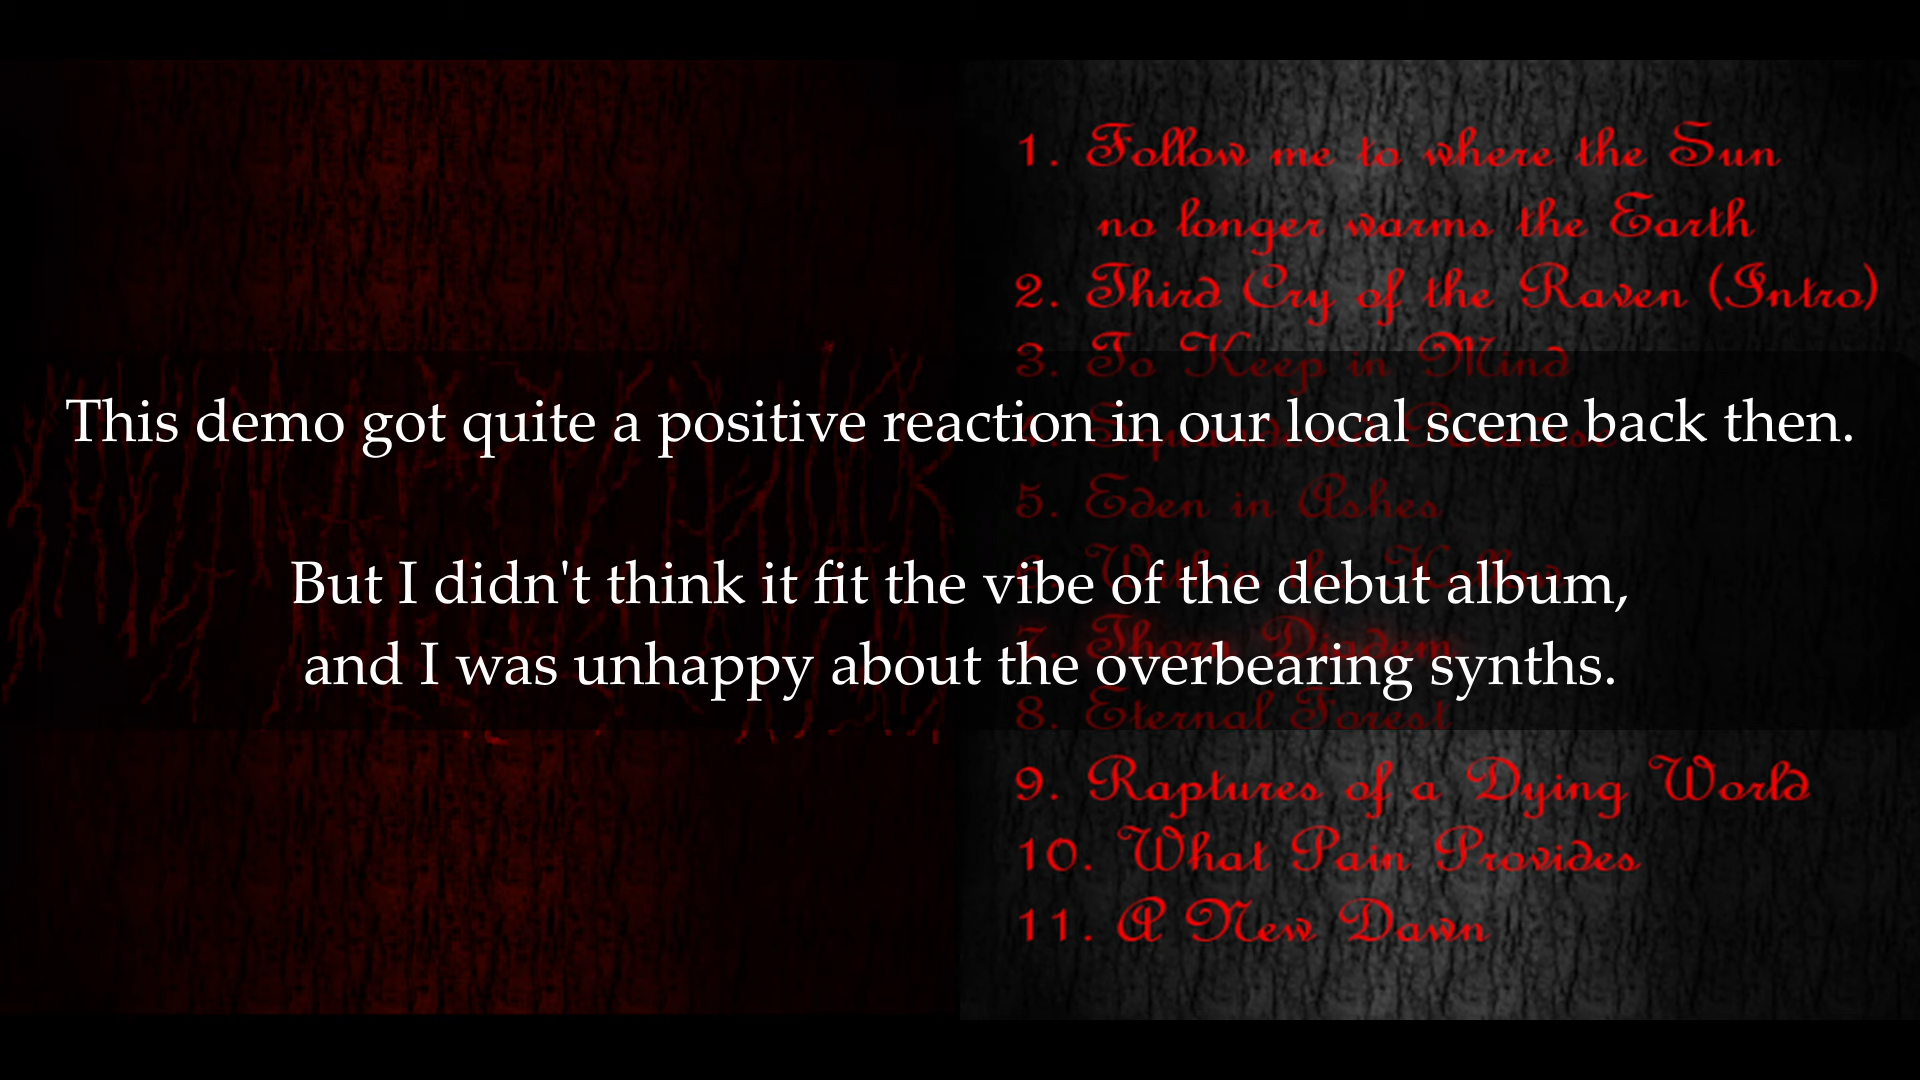 1. Follow me to where the Sun
no longer warms the Earth
2. Third Cry of the Raven (Intro)
3. To Keep in Mind
This demo got quite a positive reaction in our local scene back then.
5. Eden in Ashes
But I didn't think it fit the vibe of the debut album,
7. Thorn Diadem
and I was unhappy about the overbearing synths.
8. Eternal Forest
9. Raptures of a Dying World
10. What Pain Provides
11. A New Dawn